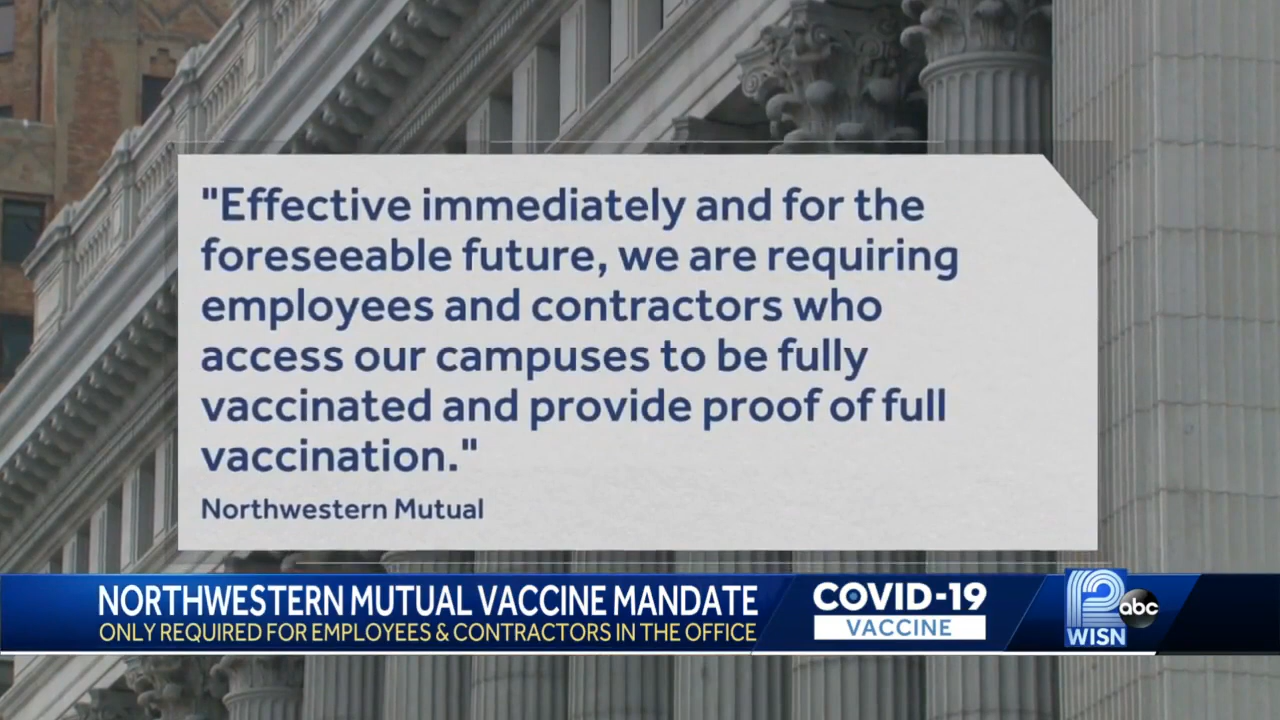 "Effective immediately and for the
foreseeable future, we are requiring
employees and contractors who
access our campuses to be fully
vaccinated and provide proof of full
vaccination."
Northwestern Mutual
NORTHWESTERN MUTUAL VACCINE MANDATE
ONLY REQUIRED FOR EMPLOYEES & CONTRACTORS IN THE OFFICE
COVID-19
VACCINE
12
abc
WISN